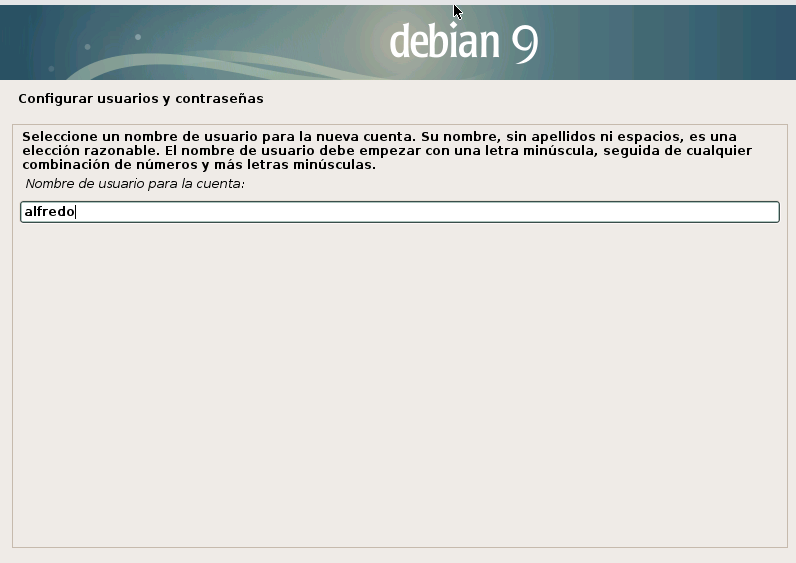 debian 9
Configurar usuarios y contraseñas
Seleccione un nombre de usuario para la nueva cuenta. Su nombre, sin apellidos ni espacios, es una
elección razonable. El nombre de usuario debe empezar con una letra minúscula, seguida de cualquier
combinación de números y más letras minúsculas.
Nombre de usuario para la cuenta:
alfredo